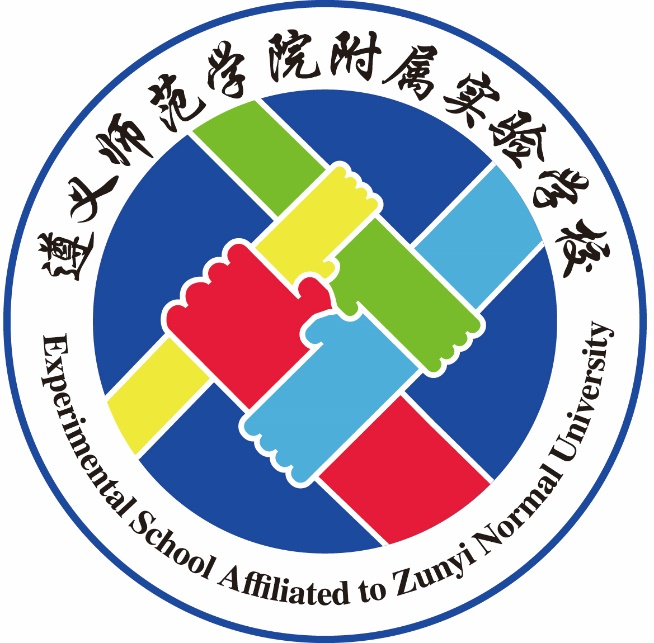 遵义师范学院附属实验学校
Experimental School Affiliated to Zunyi Normal University